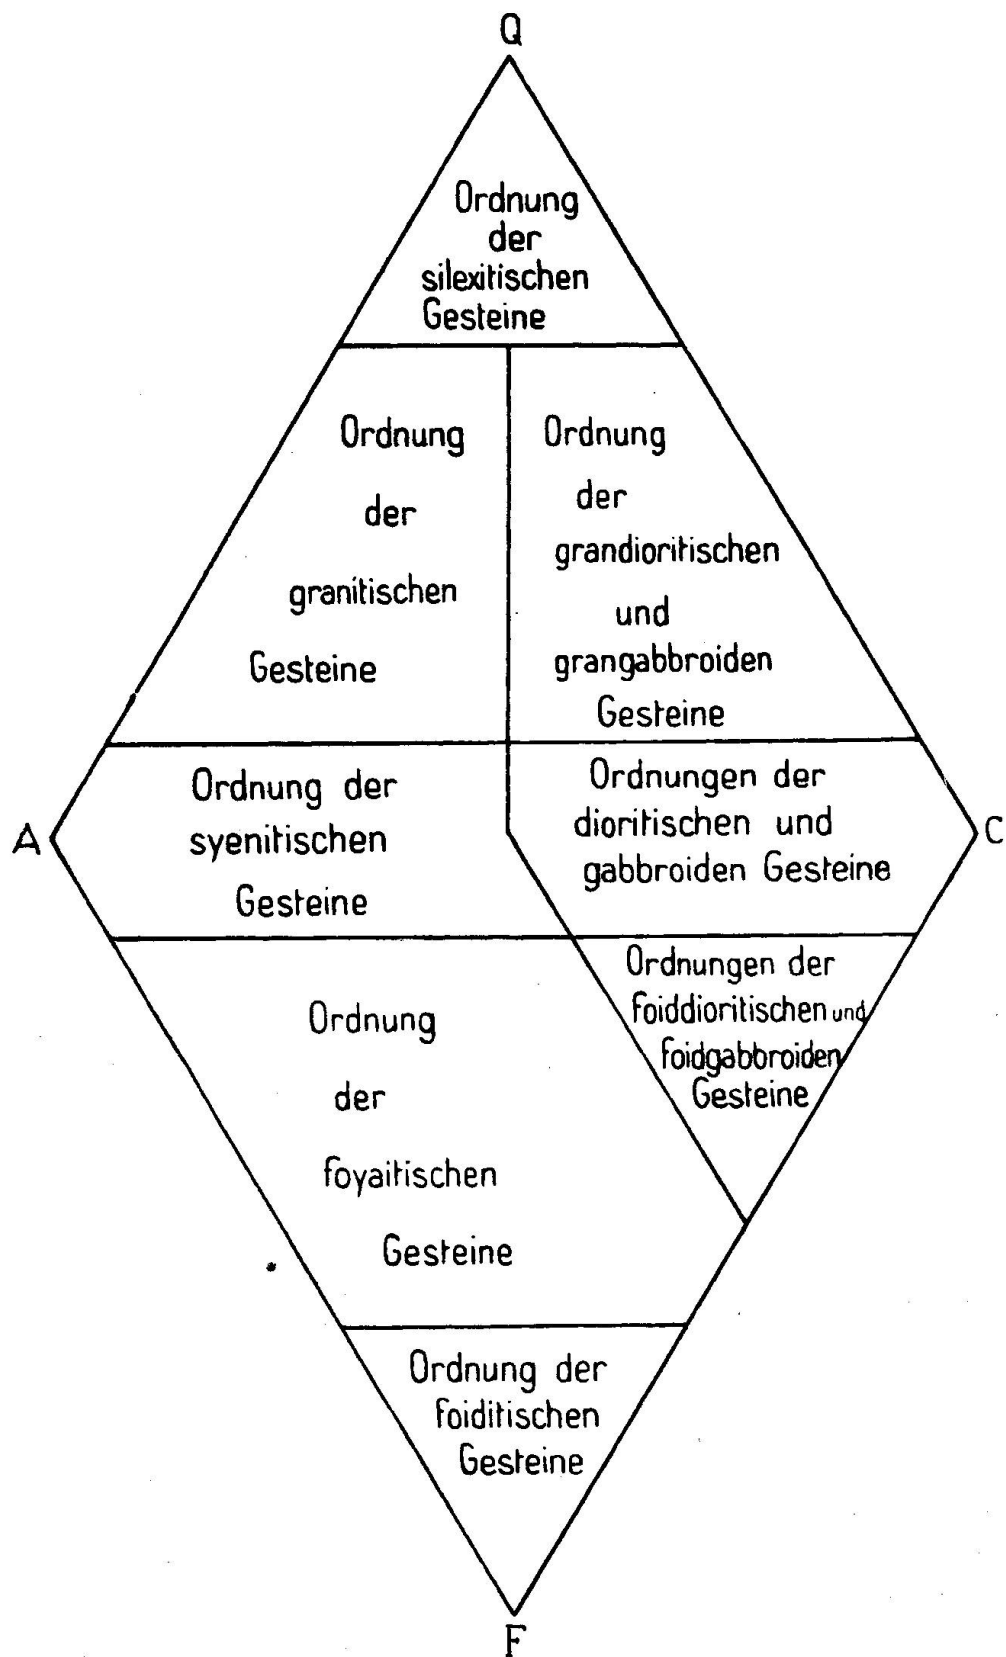 Q
Ordnung
der
silexitischen
Gesteine
Ordnung
der
granitischen
Gesteine
Ordnung
der
grandioritischen
und
grangabbroiden
Gesteine
A
Ordnung der
syenitischen
Gesteine
Ordnungen der
dioritischen und
gabbroiden Gesteine
C
Ordnung
der
foyaitischen
Gesteine
Ordnungen der
foiddioritischen und
foidgabbroiden
Gesteine
Ordnung der
foiditischen
Gesteine
F